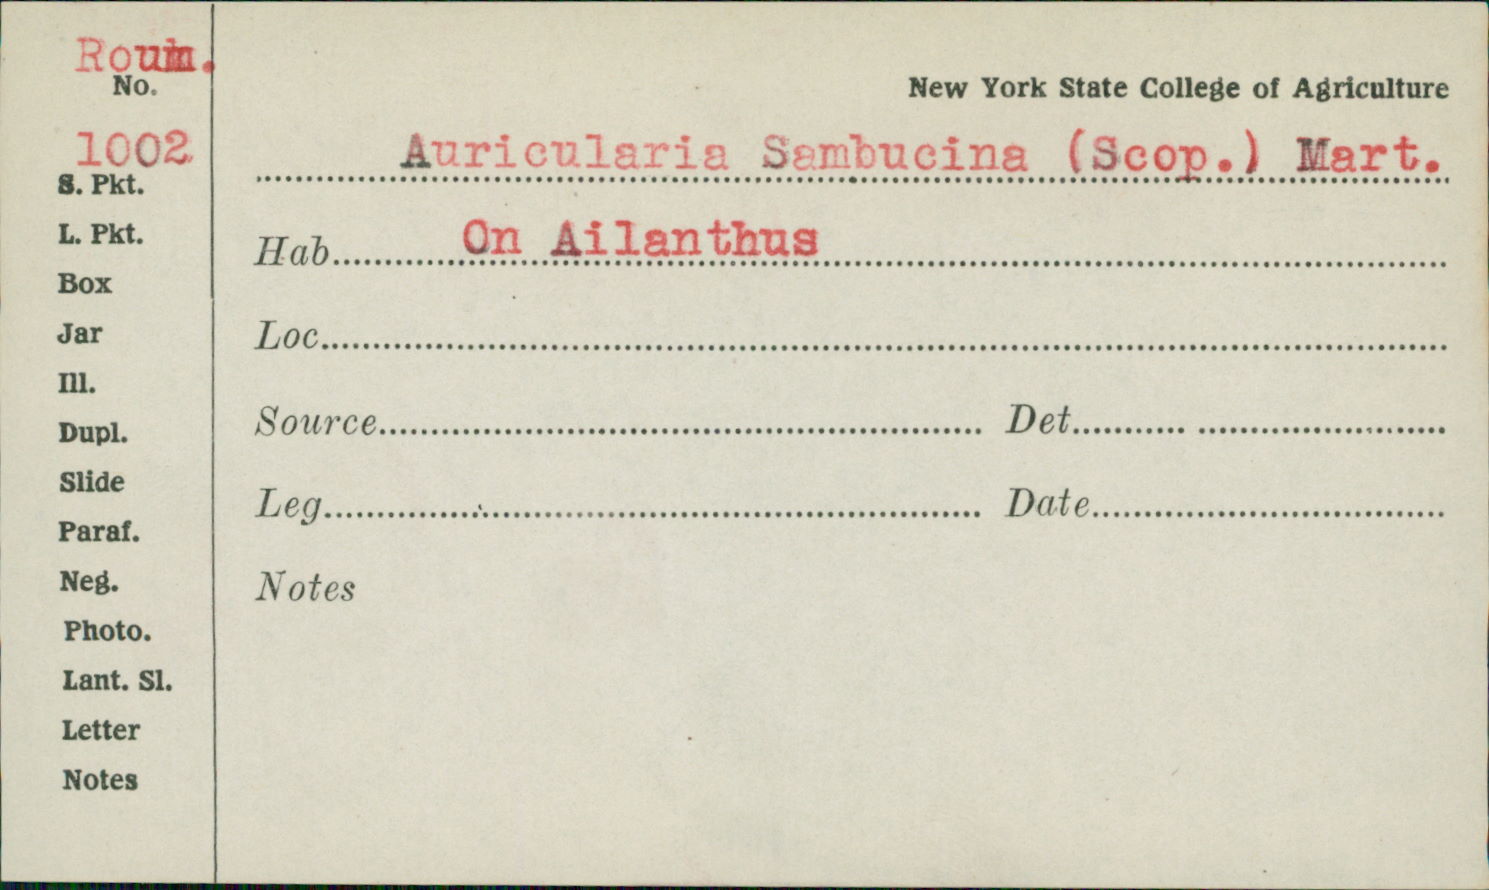 Roum.
No.
1002
S. Pkt.
L. Pkt.
Box
Jar
Ill.
Dupl.
Slide
Paraf.
Neg.
Photo.
Lant. Sl.
Letter
Notes
New York State College of Agriculture
Auricularia Sambucina (Scop.) Mart.
Hab. On Ailanthus
Loc.
Source. Det.
Leg. Date.
Notes